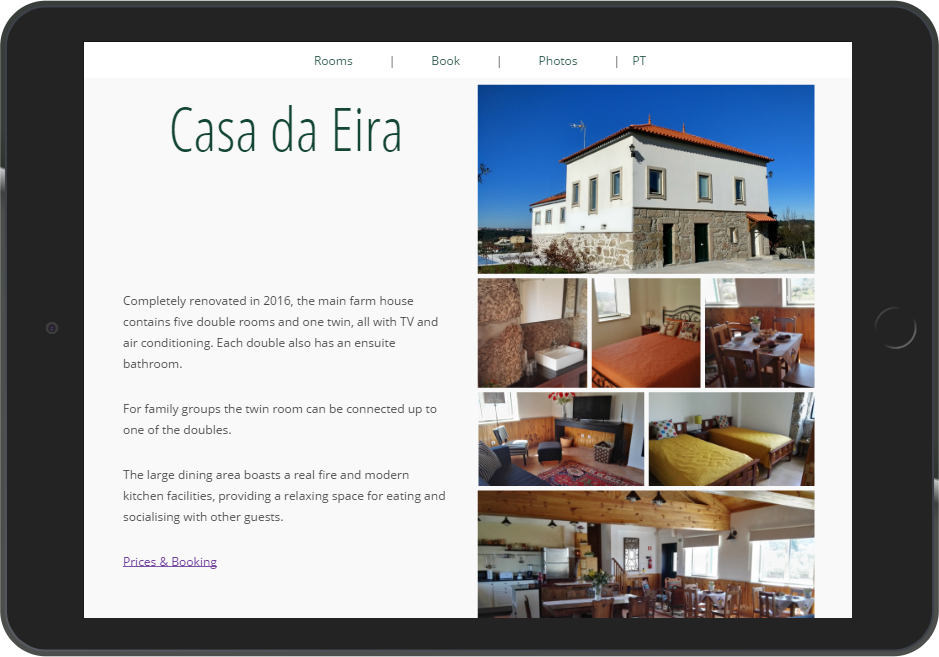 Rooms | Book | Photos | PT
Casa da Eira
Completely renovated in 2016, the main farm house
contains five double rooms and one twin, all with TV and
air conditioning. Each double also has an ensuite
bathroom.
For family groups the twin room can be connected up to
one of the doubles.
The large dining area boasts a real fire and modern
kitchen facilities, providing a relaxing space for eating and
socialising with other guests.
Prices & Booking